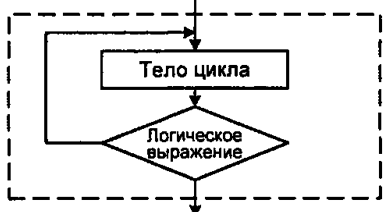 Тело цикла
Логическое
выражение